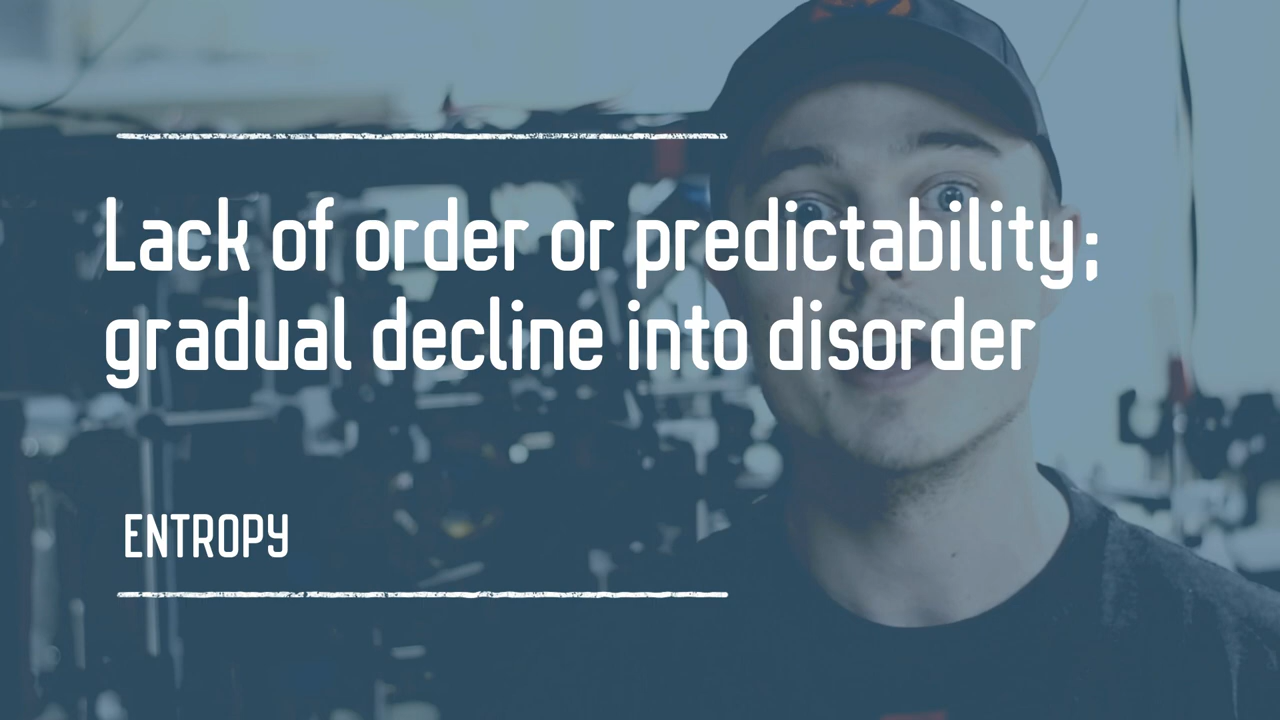 Lack of order or predictability;
gradual decline into disorder
ENTROPY